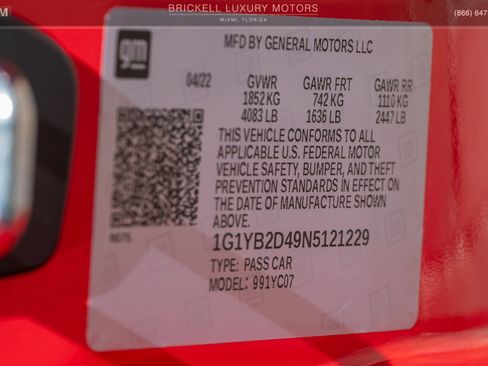 BRICKELL LUXURY MOTORS
MIAMI, FLORIDA
(866) 647
gm
MFD BY GENERAL MOTORS LLC
04/22 GVWR GAWR FRT GAWR RR
1852 KG 742 KG 1110 KG
4083 LB 1636 LB 2447 LB
THIS VEHICLE CONFORMS TO ALL
APPLICABLE U.S. FEDERAL MOTOR
VEHICLE SAFETY, BUMPER, AND THEFT
PREVENTION STANDARDS IN EFFECT ON
THE DATE OF MANUFACTURE SHOWN
ABOVE.
1G1YB2D49N5121229
TYPE: PASS CAR
MODEL: 991YC07